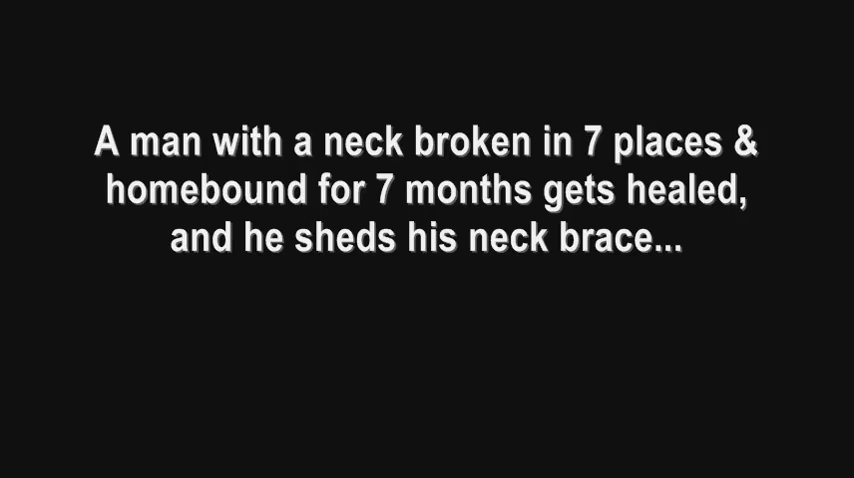 A man with a neck broken in 7 places &
homebound for 7 months gets healed,
and he sheds his neck brace...